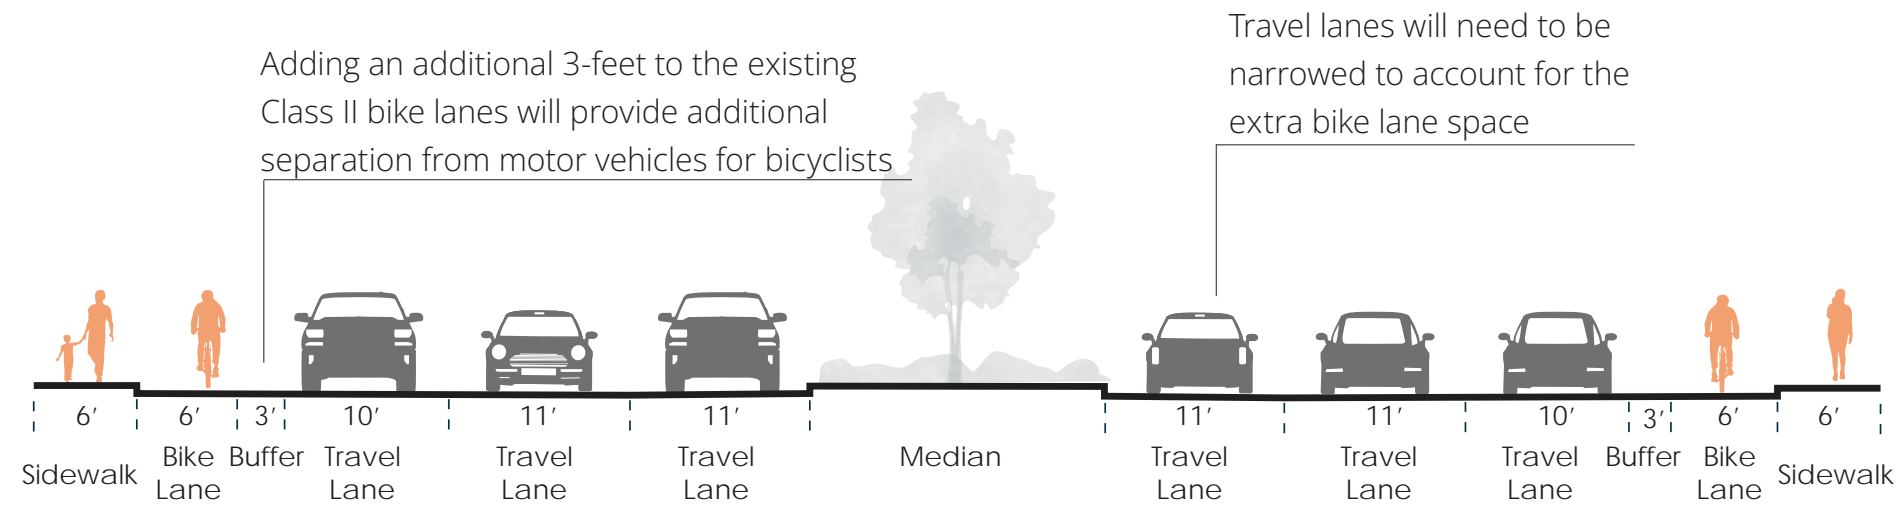 Adding an additional 3-feet to the existing
Class II bike lanes will provide additional
separation from motor vehicles for bicyclists
Travel lanes will need to be
narrowed to account for the
extra bike lane space
6’ 6’ 3’ 10’ 11’ 11’ 11’ 11’ 10’ 3’ 6’ 6’
Sidewalk
Bike
Lane
Buffer
Travel
Lane
Travel
Lane
Travel
Lane
Median
Travel
Lane
Travel
Lane
Travel
Lane
Buffer
Bike
Lane
Sidewalk